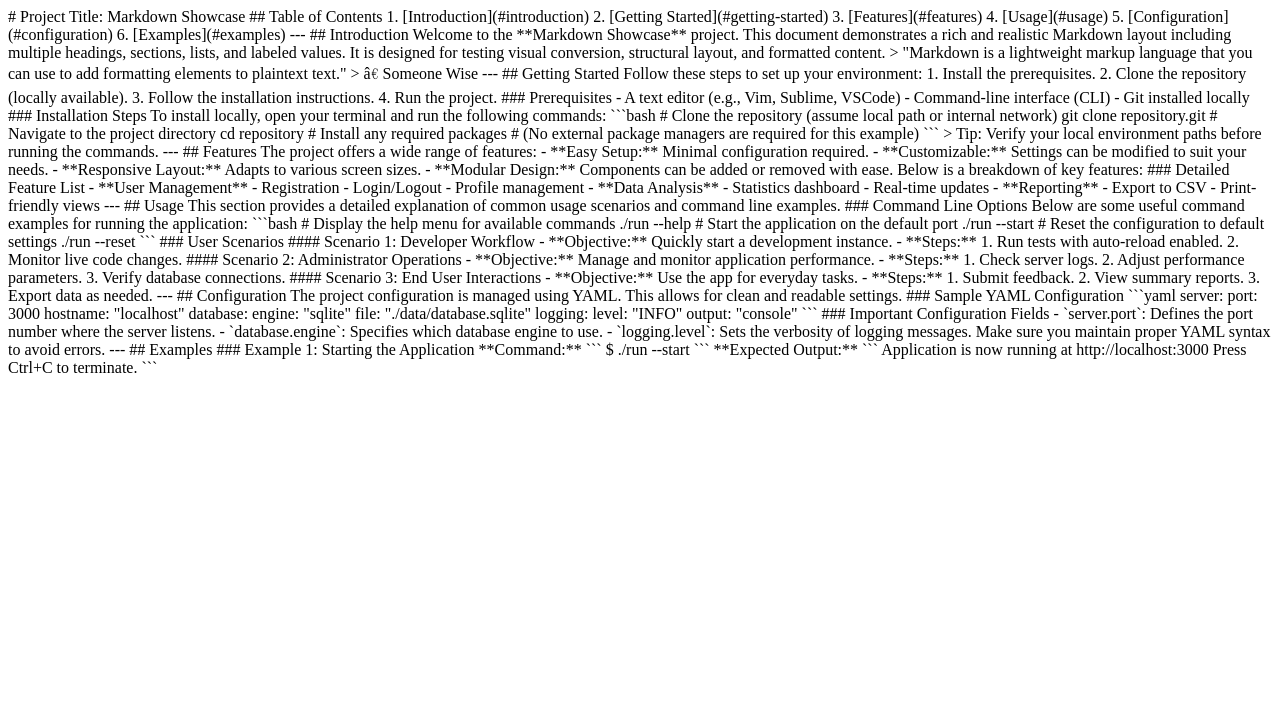 # Project Title: Markdown Showcase ## Table of Contents 1. [Introduction](#introduction) 2. [Getting Started](#getting-started) 3. [Features](#features) 4. [Usage](#usage) 5. [Configuration]
(#configuration) 6. [Examples](#examples) --- ## Introduction Welcome to the **Markdown Showcase** project. This document demonstrates a rich and realistic Markdown layout including
multiple headings, sections, lists, and labeled values. It is designed for testing visual conversion, structural layout, and formatted content. > "Markdown is a lightweight markup language that you
can use to add formatting elements to plaintext text." > â€ Someone Wise --- ## Getting Started Follow these steps to set up your environment: 1. Install the prerequisites. 2. Clone the repository
(locally available). 3. Follow the installation instructions. 4. Run the project. ### Prerequisites - A text editor (e.g., Vim, Sublime, VSCode) - Command-line interface (CLI) - Git installed locally
### Installation Steps To install locally, open your terminal and run the following commands: ```bash # Clone the repository (assume local path or internal network) git clone repository.git #
Navigate to the project directory cd repository # Install any required packages # (No external package managers are required for this example) ``` > Tip: Verify your local environment paths before
running the commands. --- ## Features The project offers a wide range of features: - **Easy Setup:** Minimal configuration required. - **Customizable:** Settings can be modified to suit your
needs. - **Responsive Layout:** Adapts to various screen sizes. - **Modular Design:** Components can be added or removed with ease. Below is a breakdown of key features: ### Detailed
Feature List - **User Management** - Registration - Login/Logout - Profile management - **Data Analysis** - Statistics dashboard - Real-time updates - **Reporting** - Export to CSV - Print-
friendly views --- ## Usage This section provides a detailed explanation of common usage scenarios and command line examples. ### Command Line Options Below are some useful command
examples for running the application: ```bash # Display the help menu for available commands ./run --help # Start the application on the default port ./run --start # Reset the configuration to default
settings ./run --reset ``` ### User Scenarios #### Scenario 1: Developer Workflow - **Objective:** Quickly start a development instance. - **Steps:** 1. Run tests with auto-reload enabled. 2.
Monitor live code changes. #### Scenario 2: Administrator Operations - **Objective:** Manage and monitor application performance. - **Steps:** 1. Check server logs. 2. Adjust performance
parameters. 3. Verify database connections. #### Scenario 3: End User Interactions - **Objective:** Use the app for everyday tasks. - **Steps:** 1. Submit feedback. 2. View summary reports. 3.
Export data as needed. --- ## Configuration The project configuration is managed using YAML. This allows for clean and readable settings. ### Sample YAML Configuration ```yaml server: port:
3000 hostname: "localhost" database: engine: "sqlite" file: "./data/database.sqlite" logging: level: "INFO" output: "console" ``` ### Important Configuration Fields - `server.port`: Defines the port
number where the server listens. - `database.engine`: Specifies which database engine to use. - `logging.level`: Sets the verbosity of logging messages. Make sure you maintain proper YAML syntax
to avoid errors. --- ## Examples ### Example 1: Starting the Application **Command:** ``` $ ./run --start ``` **Expected Output:** ``` Application is now running at http://localhost:3000 Press
Ctrl+C to terminate. ```